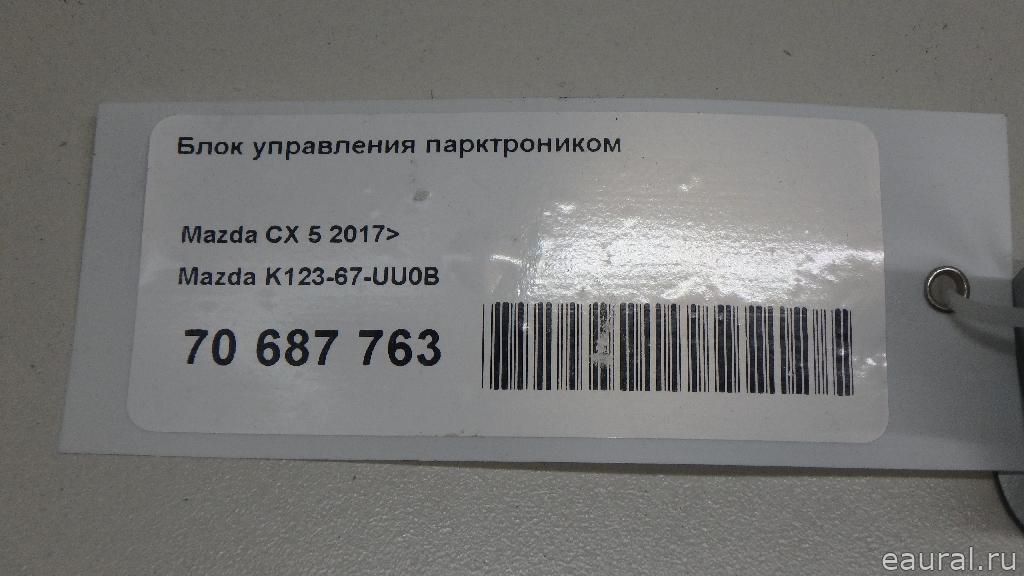 Блок управления парктроником
Mazda CX 5 2017>
Mazda K123-67-UU0B
70 687 763
eaural.ru